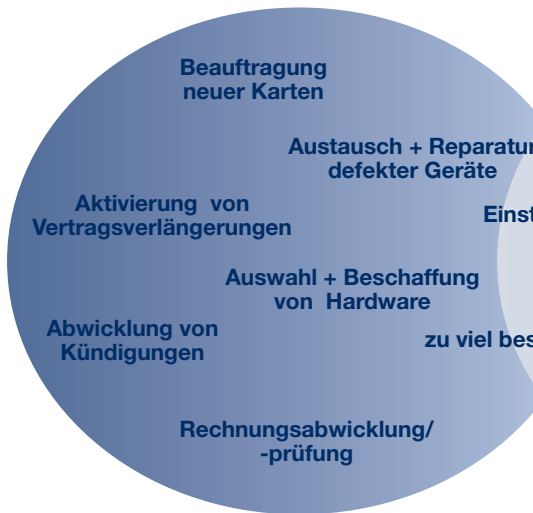 Beauftragung
neuer Karten
Austausch + Reparatur
defekter Geräte
Aktivierung von
Vertragsverlängerungen
Auswahl + Beschaffung
von Hardware
Abwicklung von
Kündigungen
zu viel
Rechnungsabwicklung/
-prüfung